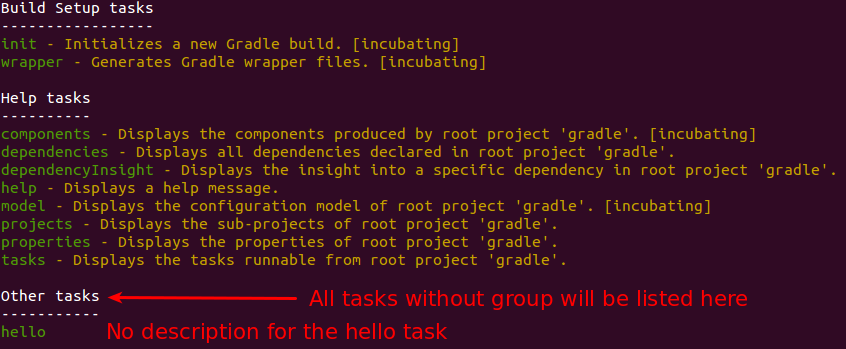 Build Setup tasks
-----------------
init - Initializes a new Gradle build. [incubating]
wrapper - Generates Gradle wrapper files. [incubating]
Help tasks
----------
components - Displays the components produced by root project 'gradle'. [incubating]
dependencies - Displays all dependencies declared in root project 'gradle'.
dependencyInsight - Displays the insight into a specific dependency in root project 'gradle'.
help - Displays a help message.
model - Displays the configuration model of root project 'gradle'. [incubating]
projects - Displays the sub-projects of root project 'gradle'.
properties - Displays the properties of root project 'gradle'.
tasks - Displays the tasks runnable from root project 'gradle'.
Other tasks All tasks without group will be listed here
-----------
hello No description for the hello task